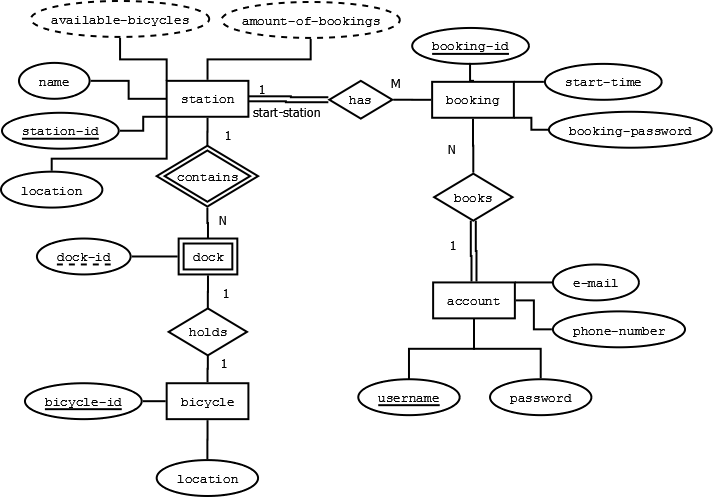 available-bicycles
amount-of-bookings
booking-id
name
station
1
start-station
has
M
booking
start-time
station-id
booking-password
1
location
contains
N
books
N
dock-id
dock
1
e-mail
account
1
holds
phone-number
1
bicycle-id
bicycle
username
password
location